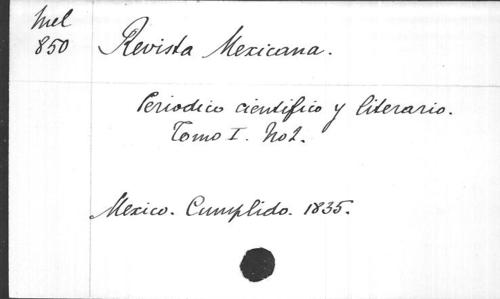 Mel
850
Revista Mexicana.
Periodico cientifico y literario.
Tomo I. No 2.
Mexico. Cumplido. 1835.